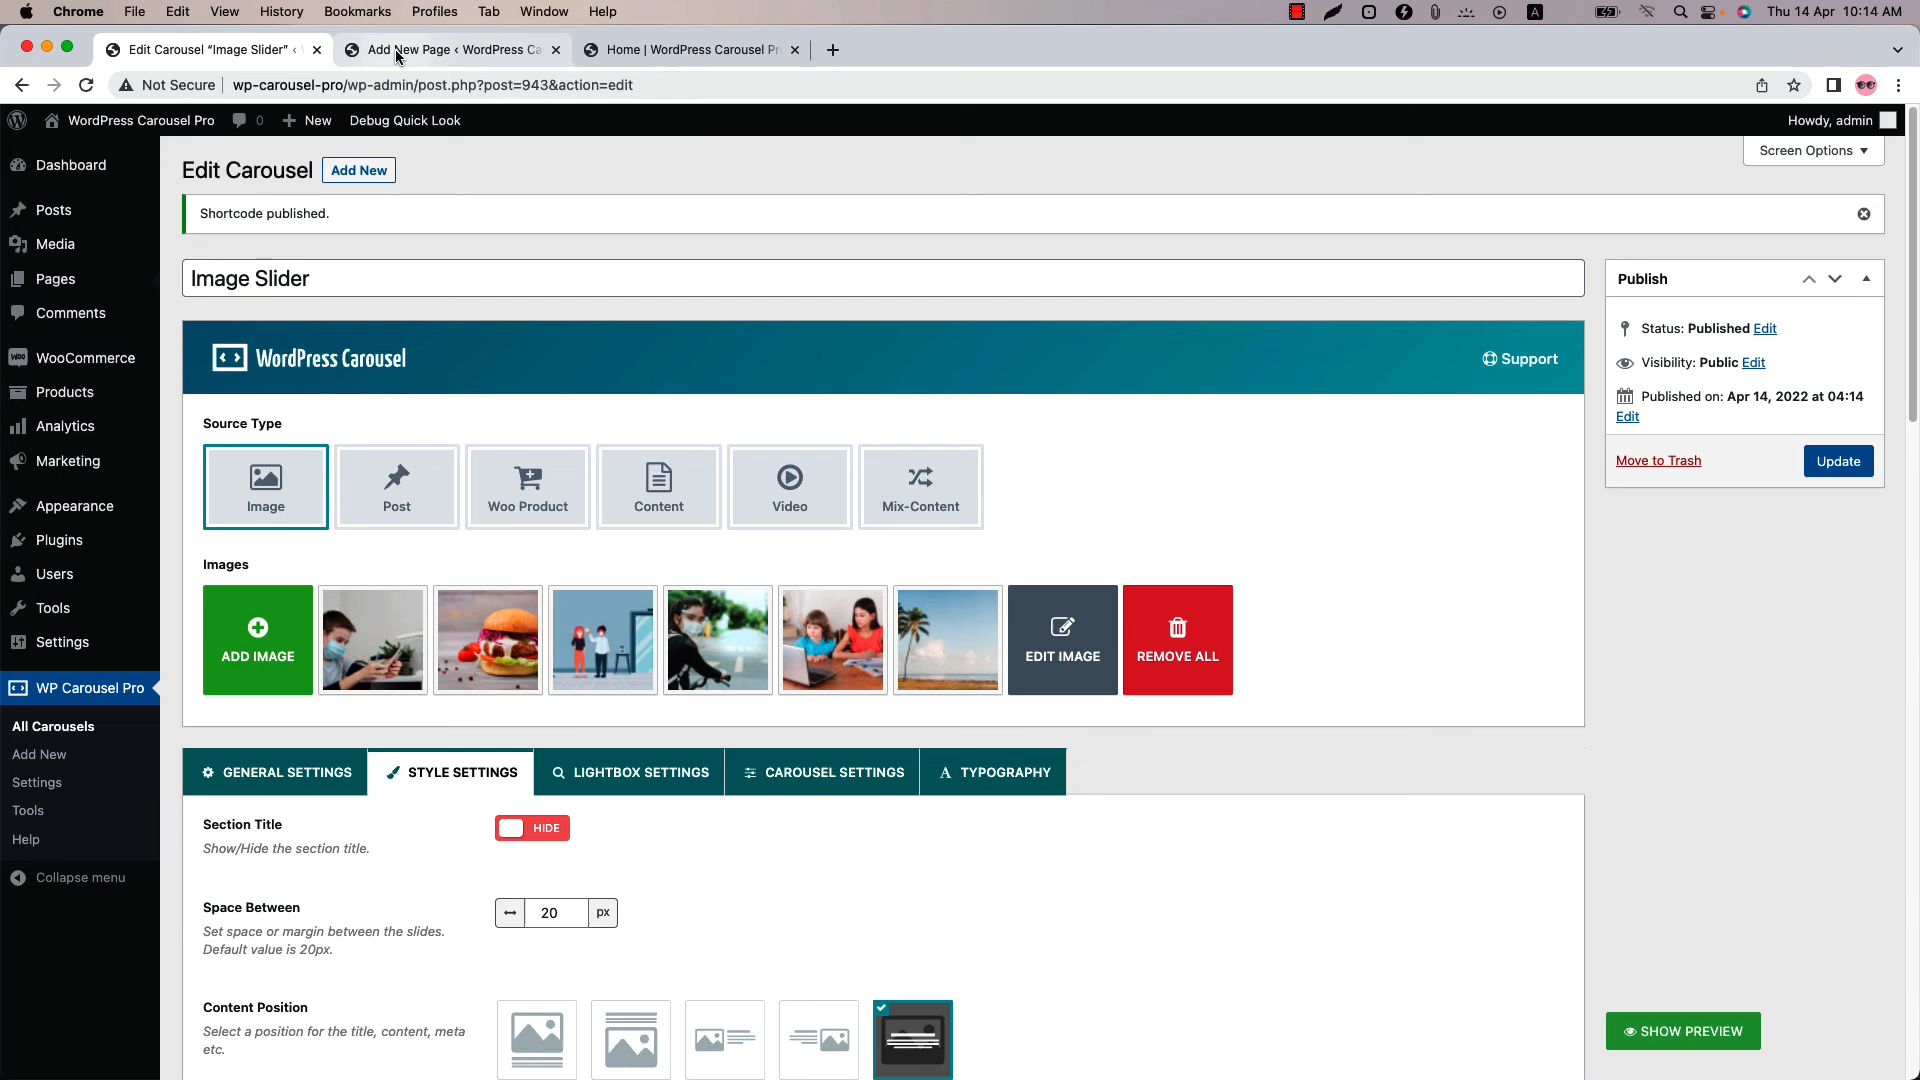 Chrome File Edit View History Bookmarks Profiles Tab Window Help A Thu 14 Apr 10:14 AM
Edit Carousel “Image Slider” ‹ Add New Page ‹ WordPress Ca Home | WordPress Carousel Pr
Not Secure wp-carousel-pro/wp-admin/post.php?post=943&action=edit
WordPress Carousel Pro 0 New Debug Quick Look Howdy, admin
Screen Options
Edit Carousel Add New
Shortcode published.
Image Slider
Dashboard
Posts
Media
Pages
Comments
WooCommerce
Products
Analytics
Marketing
Appearance
Plugins
Users
Tools
Settings
WP Carousel Pro
All Carousels
Add New
Settings
Tools
Help
Collapse menu
WordPress Carousel Support
Source Type
Image Post Woo Product Content Video Mix-Content
Images
ADD IMAGE EDIT IMAGE REMOVE ALL
GENERAL SETTINGS STYLE SETTINGS LIGHTBOX SETTINGS CAROUSEL SETTINGS TYPOGRAPHY
Section Title HIDE
Show/Hide the section title.
Space Between 20 px
Set space or margin between the slides.
Default value is 20px.
Content Position
Select a position for the title, content, meta
etc.
Publish
Status: Published Edit
Visibility: Public Edit
Published on: Apr 14, 2022 at 04:14
Edit
Move to Trash Update
SHOW PREVIEW